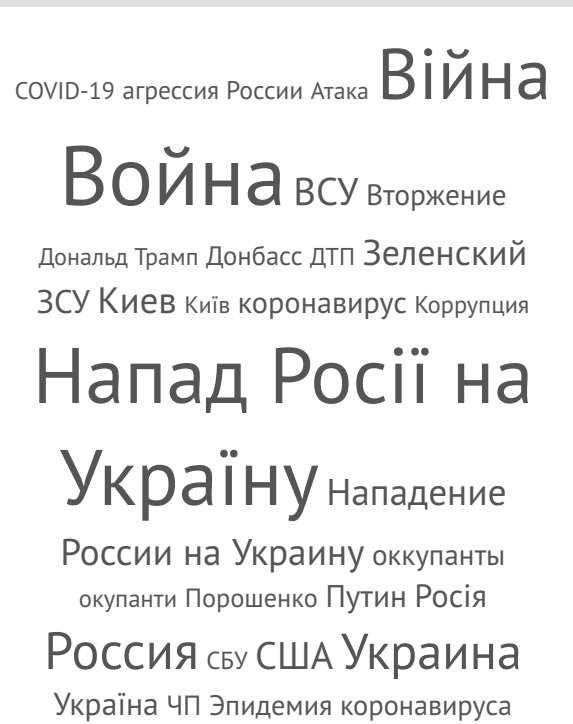 COVID-19 агрессия России Атака Війна
Война ВСУ Вторжение
Дональд Трамп Донбасс ДТП Зеленский
ЗСУ Киев Київ коронавирус Коррупция
Напад Росії на
Україну Нападение
России на Украину оккупанты
окупанти Порошенко Путин Росія
Россия СБУ США Украина
Україна ЧП Эпидемия коронавируса